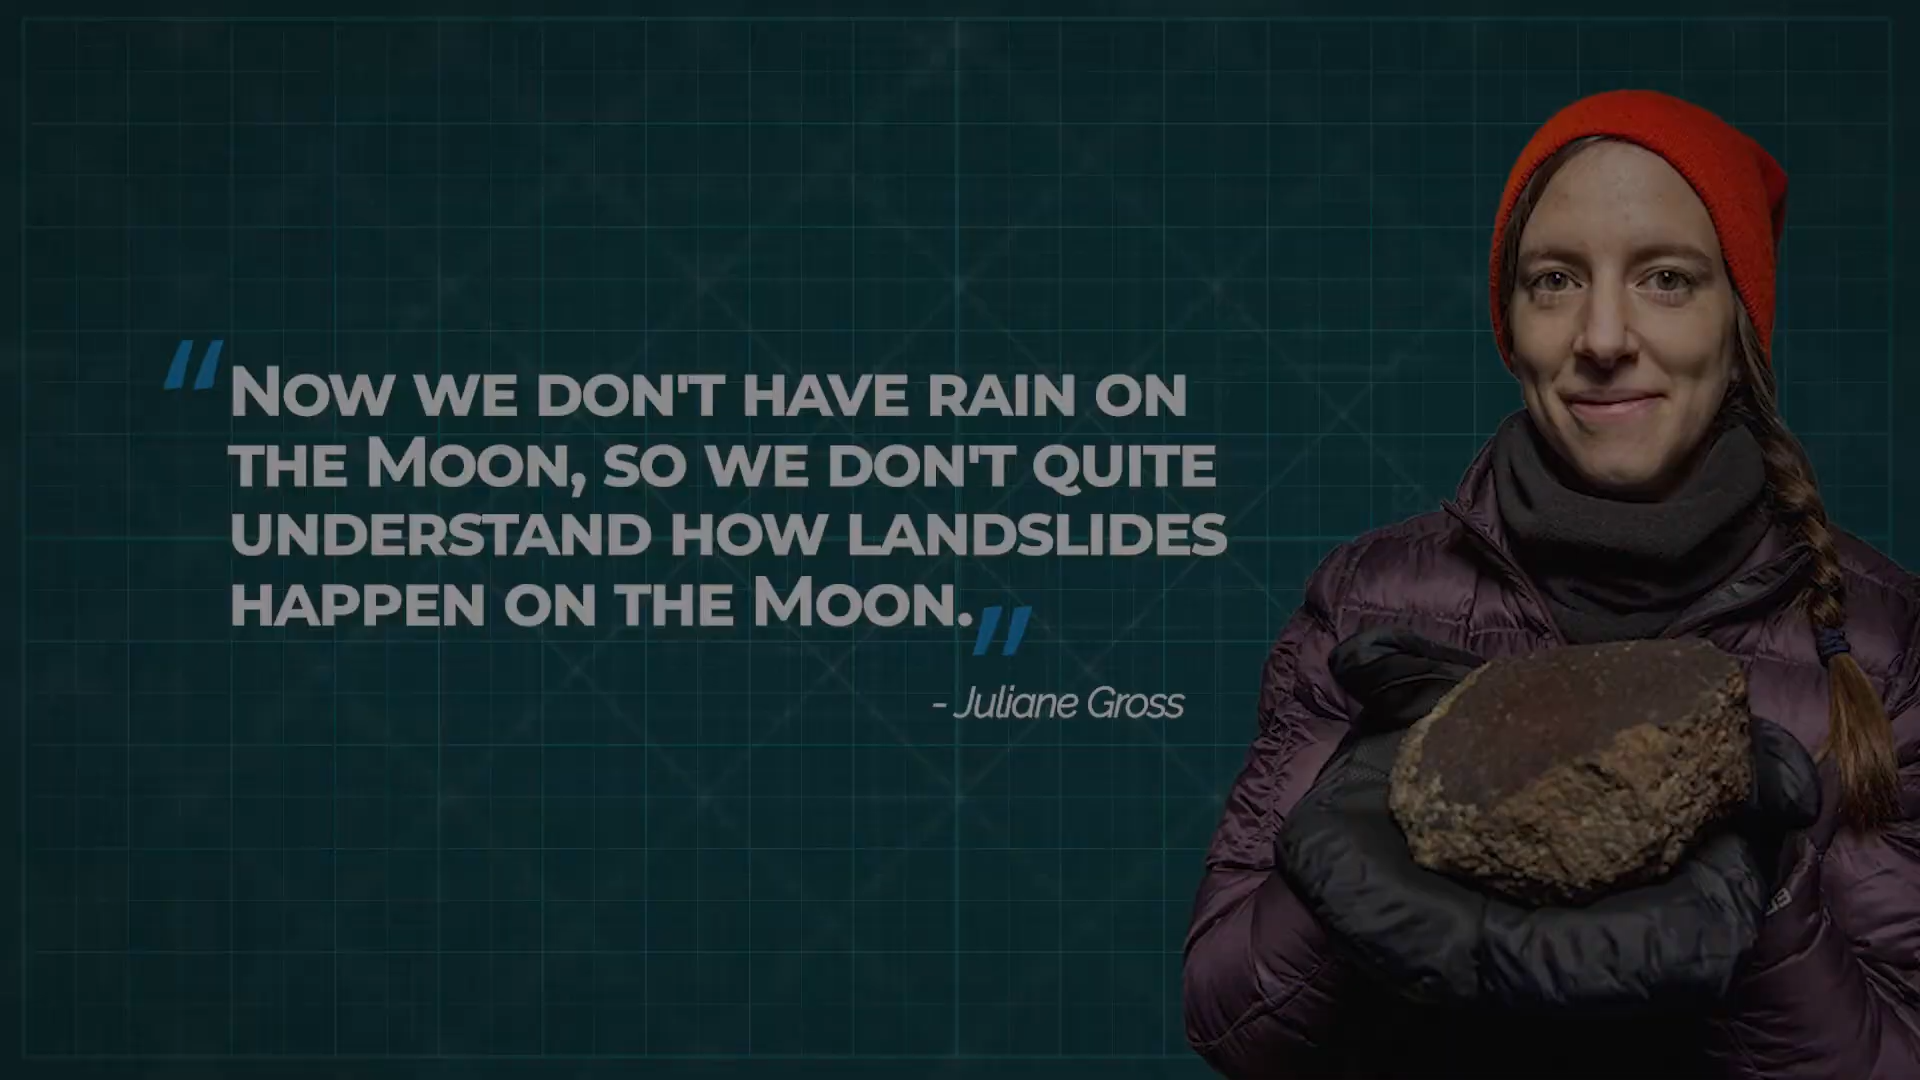 “Now we don't have rain on
the Moon, so we don't quite
understand how landslides
happen on the Moon.”
- Juliane Gross